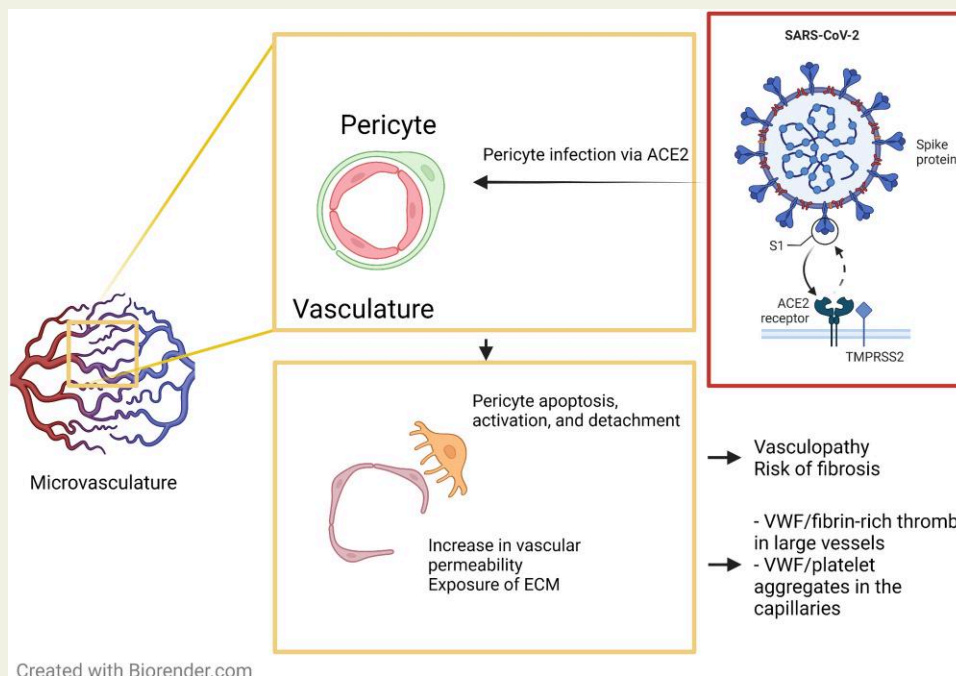 SARS-CoV-2
Spike
protein
S1
ACE2
receptor
TMPRSS2
Pericyte
Pericyte infection via ACE2
Vasculature
Microvasculature
Pericyte apoptosis,
activation, and detachment
Increase in vascular
permeability
Exposure of ECM
Vasculopathy
Risk of fibrosis
- VWF/fibrin-rich thromb
in large vessels
- VWF/platelet
aggregates in the
capillaries
Created with Biorender.com